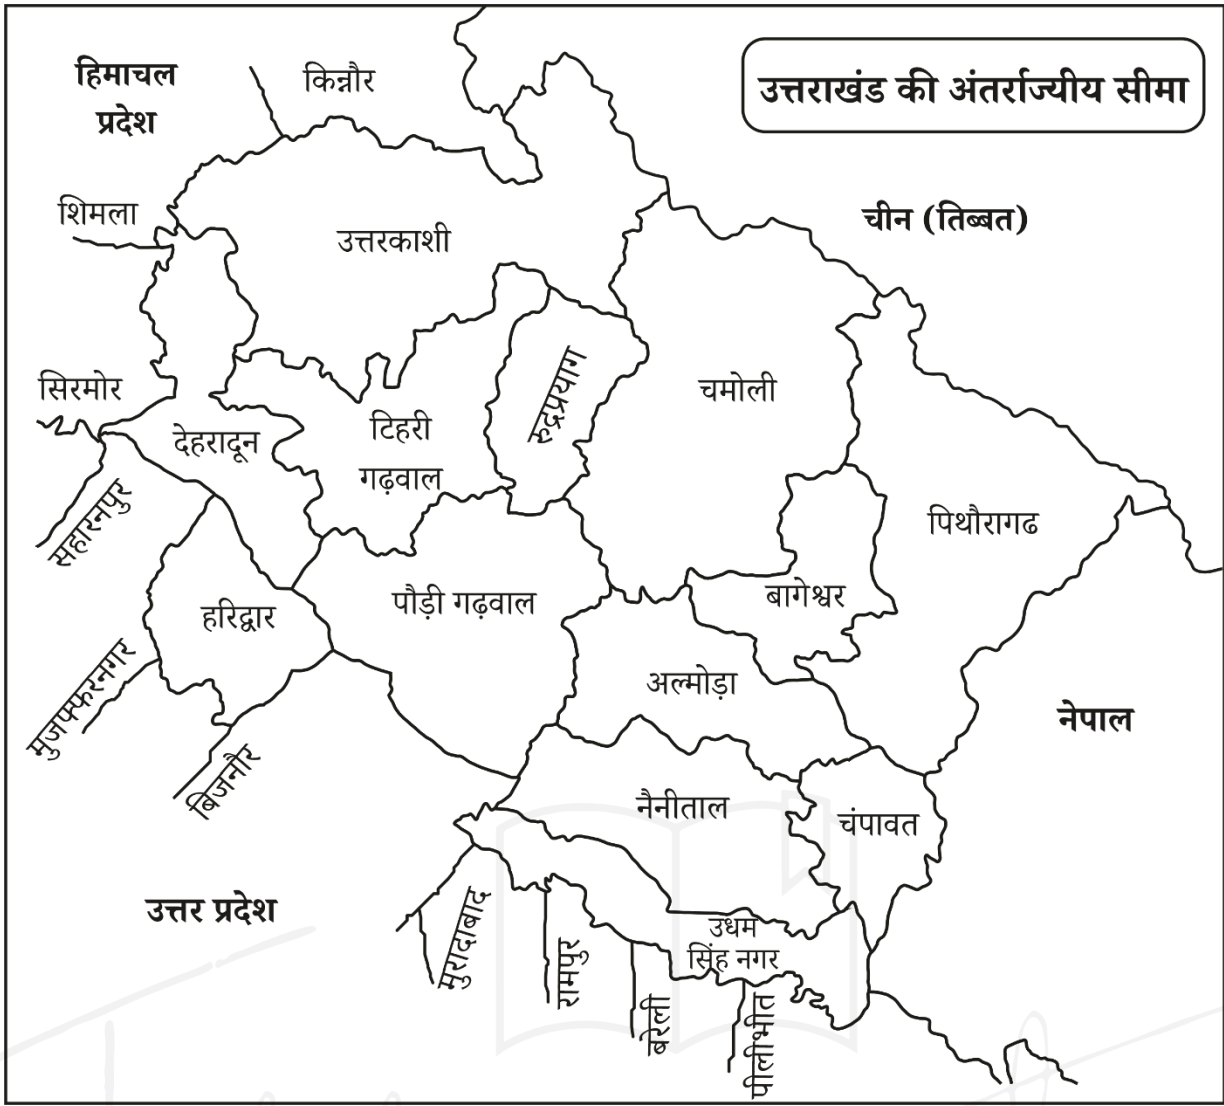 उत्तराखंड की अंतर्राज्यीय सीमा
हिमाचल
प्रदेश
किन्नौर
शिमला
चीन (तिब्बत)
उत्तरकाशी
सिरमोर
देहरादून
टिहरी
गढ़वाल
रुद्रप्रयाग
चमोली
सहारनपुर
पिथौरागढ
हरिद्वार
पौड़ी गढ़वाल
बागेश्वर
मुजफ्फरनगर
अल्मोड़ा
नेपाल
बिजनौर
नैनीताल
चंपावत
उत्तर प्रदेश
मुरादाबाद
रामपुर
उधम
सिंह नगर
बरेली
पीलीभीत